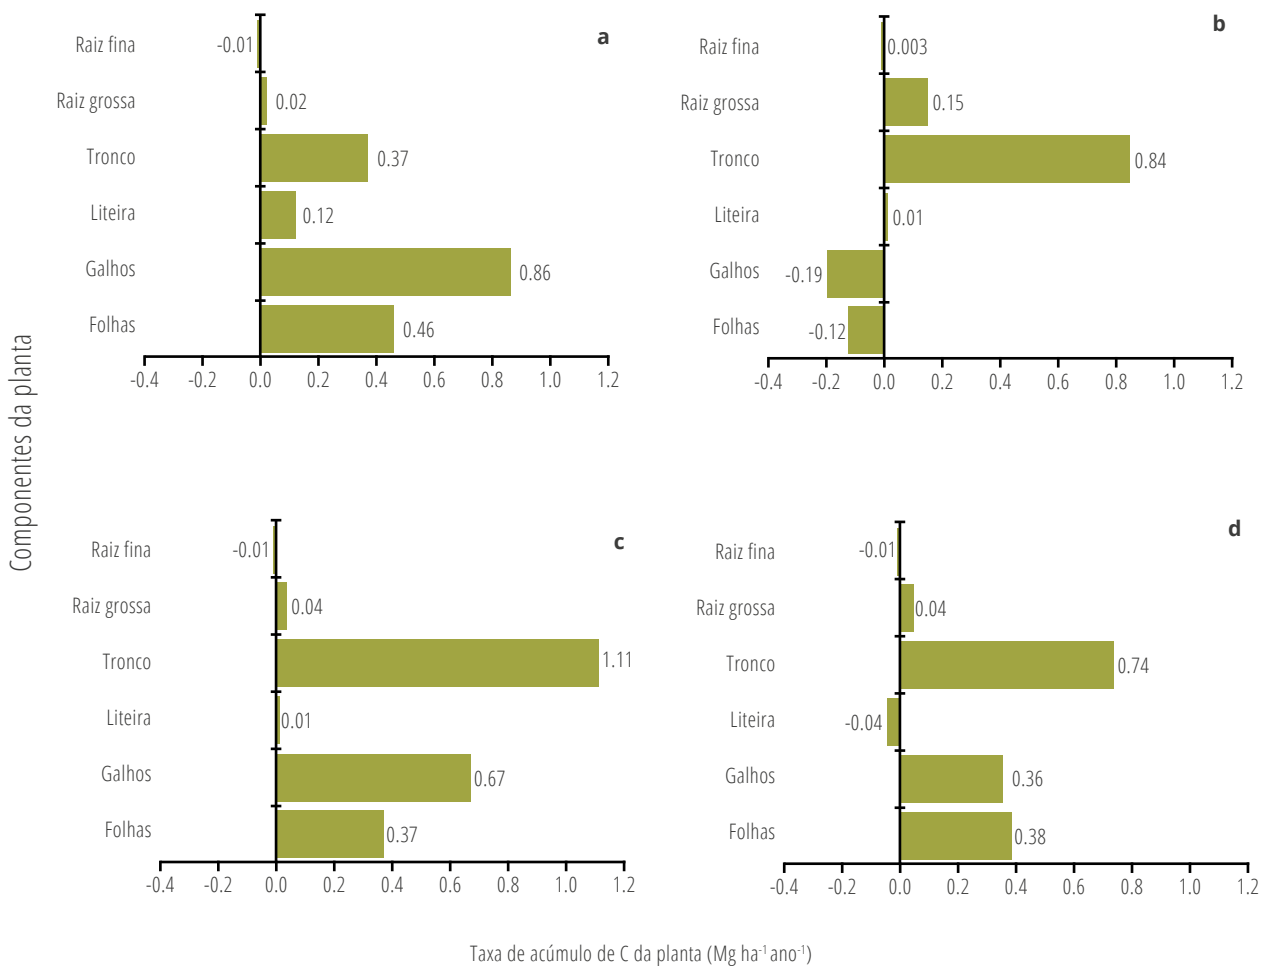 Componentes da planta
a
Raiz fina
-0.01
Raiz grossa
0.02
Tronco
0.37
Liteira
0.12
Galhos
0.86
Folhas
0.46
-0.4 -0.2 0.0 0.2 0.4 0.6 0.8 1.0 1.2
b
Raiz fina
0.003
Raiz grossa
0.15
Tronco
0.84
Liteira
0.01
Galhos
-0.19
Folhas
-0.12
-0.4 -0.2 0.0 0.2 0.4 0.6 0.8 1.0 1.2
c
Raiz fina
-0.01
Raiz grossa
0.04
Tronco
1.11
Liteira
0.01
Galhos
0.67
Folhas
0.37
-0.4 -0.2 0.0 0.2 0.4 0.6 0.8 1.0 1.2
d
Raiz fina
-0.01
Raiz grossa
0.04
Tronco
0.74
Liteira
-0.04
Galhos
0.36
Folhas
0.38
-0.4 -0.2 0.0 0.2 0.4 0.6 0.8 1.0 1.2
Taxa de acúmulo de C da planta (Mg ha⁻¹ ano⁻¹)